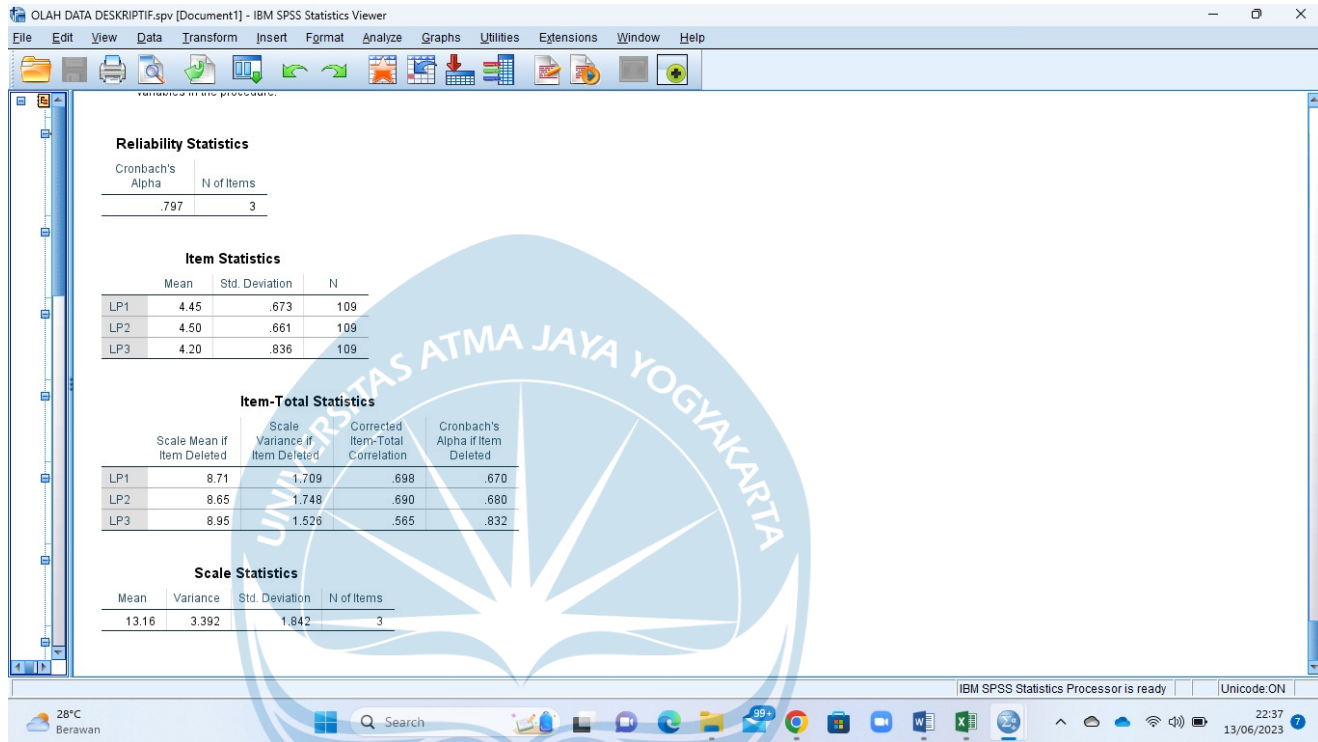 OLAH DATA DESKRIPTIF.spv [Document1] - IBM SPSS Statistics Viewer
File Edit View Data Transform Insert Format Analyze Graphs Utilities Extensions Window Help
variables in the procedure.
Reliability Statistics
Cronbach's Alpha N of Items
.797 3
Item Statistics
Mean Std. Deviation N
LP1 4.45 .673 109
LP2 4.50 .661 109
LP3 4.20 .836 109
Item-Total Statistics
Scale Mean if Item Deleted Scale Variance if Item Deleted Corrected Item-Total Correlation Cronbach's Alpha if Item Deleted
LP1 8.71 1.709 .698 .670
LP2 8.65 1.748 .690 .680
LP3 8.95 1.526 .565 .832
Scale Statistics
Mean Variance Std. Deviation N of Items
13.16 3.392 1.842 3
UNIVERSITAS ATMA JAYA YOGYAKARTA
IBM SPSS Statistics Processor is ready Unicode:ON
28°C
Berawan
Search
99+
22:37
13/06/2023
7